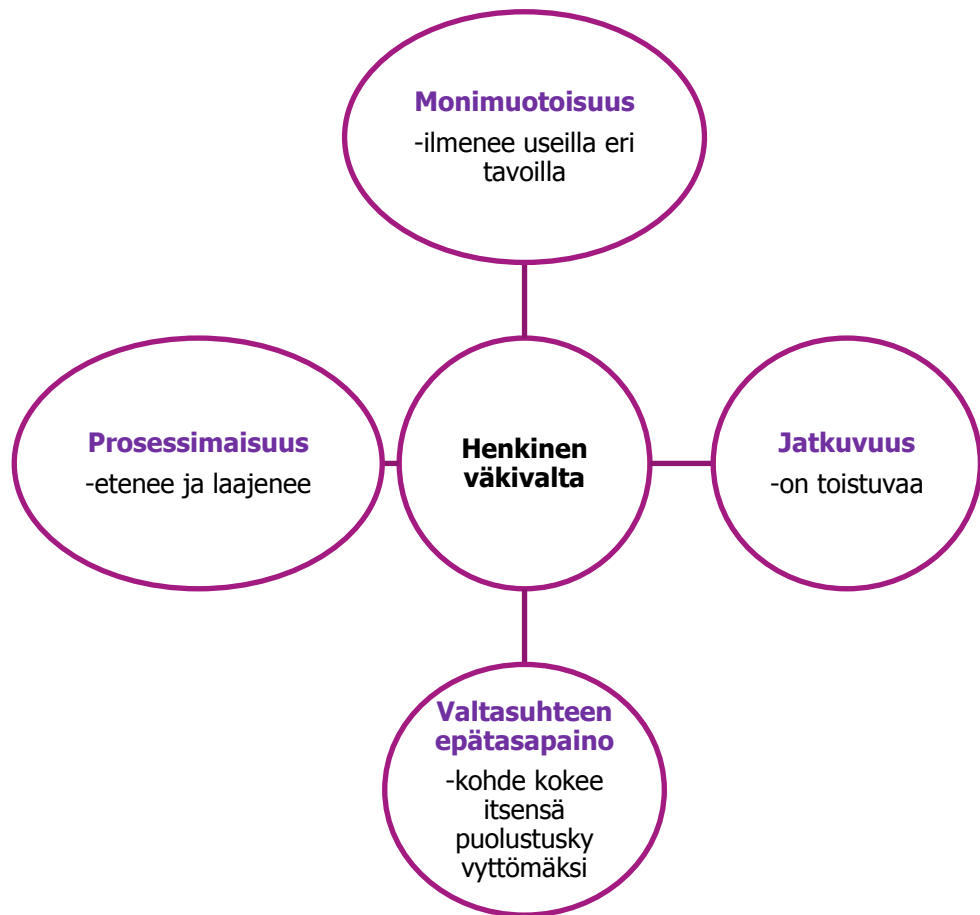 Monimuotoisuus
-ilmenee useilla eri
tavoilla
Prosessimaisuus
-etenee ja laajenee
Henkinen
väkivalta
Jatkuvuus
-on toistuvaa
Valtasuhteen
epätasapaino
-kohde kokee
itsensä
puolustusky
vyttömäksi